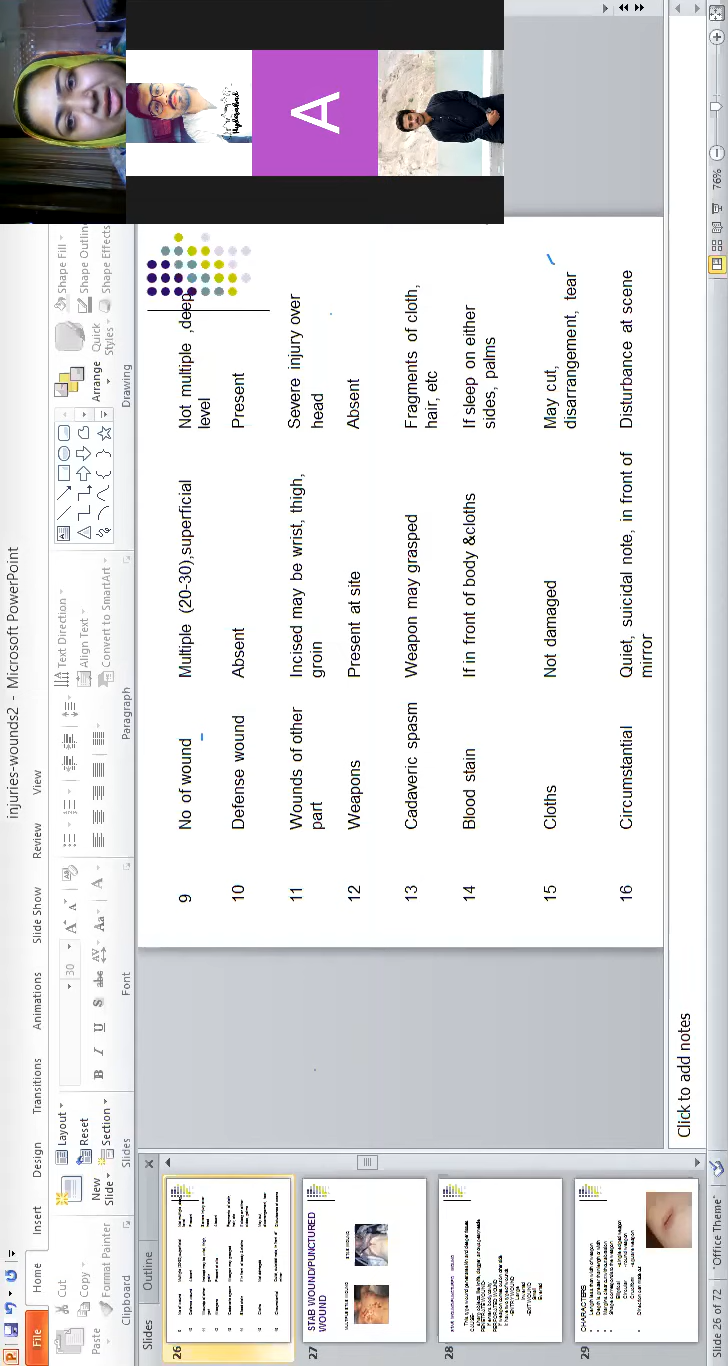 injuries-wounds2 - Microsoft PowerPoint
File
Home
Insert
Design
Transitions
Animations
Slide Show
Review
View
Paste
Cut
Copy
Format Painter
Clipboard
New
Slide
Layout
Reset
Section
Slides
30
B I U S abc AV Aa A
Font
Text Direction
Align Text
Convert to SmartArt
Paragraph
Arrange
Quick
Styles
Shape Fill
Shape Outlin
Shape Effects
Drawing
A
Slides
Outline
26
27
STAB WOUND/PUNCTURED
WOUND
28
29
CHARACTERS
9 No of wound Multiple (20-30),superficial Not multiple ,deep
level
10 Defense wound Absent Present
11 Wounds of other Incised may be wrist, thigh, Severe injury over
part groin head
12 Weapons Present at site Absent
13 Cadaveric spasm Weapon may grasped Fragments of cloth,
hair, etc
14 Blood stain If in front of body &cloths If sleep on either
sides, palms
15 Cloths Not damaged May cut,
disarrangement, tear
16 Circumstantial Quiet, suicidal note, in front of Disturbance at scene
mirror
Click to add notes
Slide 26 of 72
"Office Theme"
76%